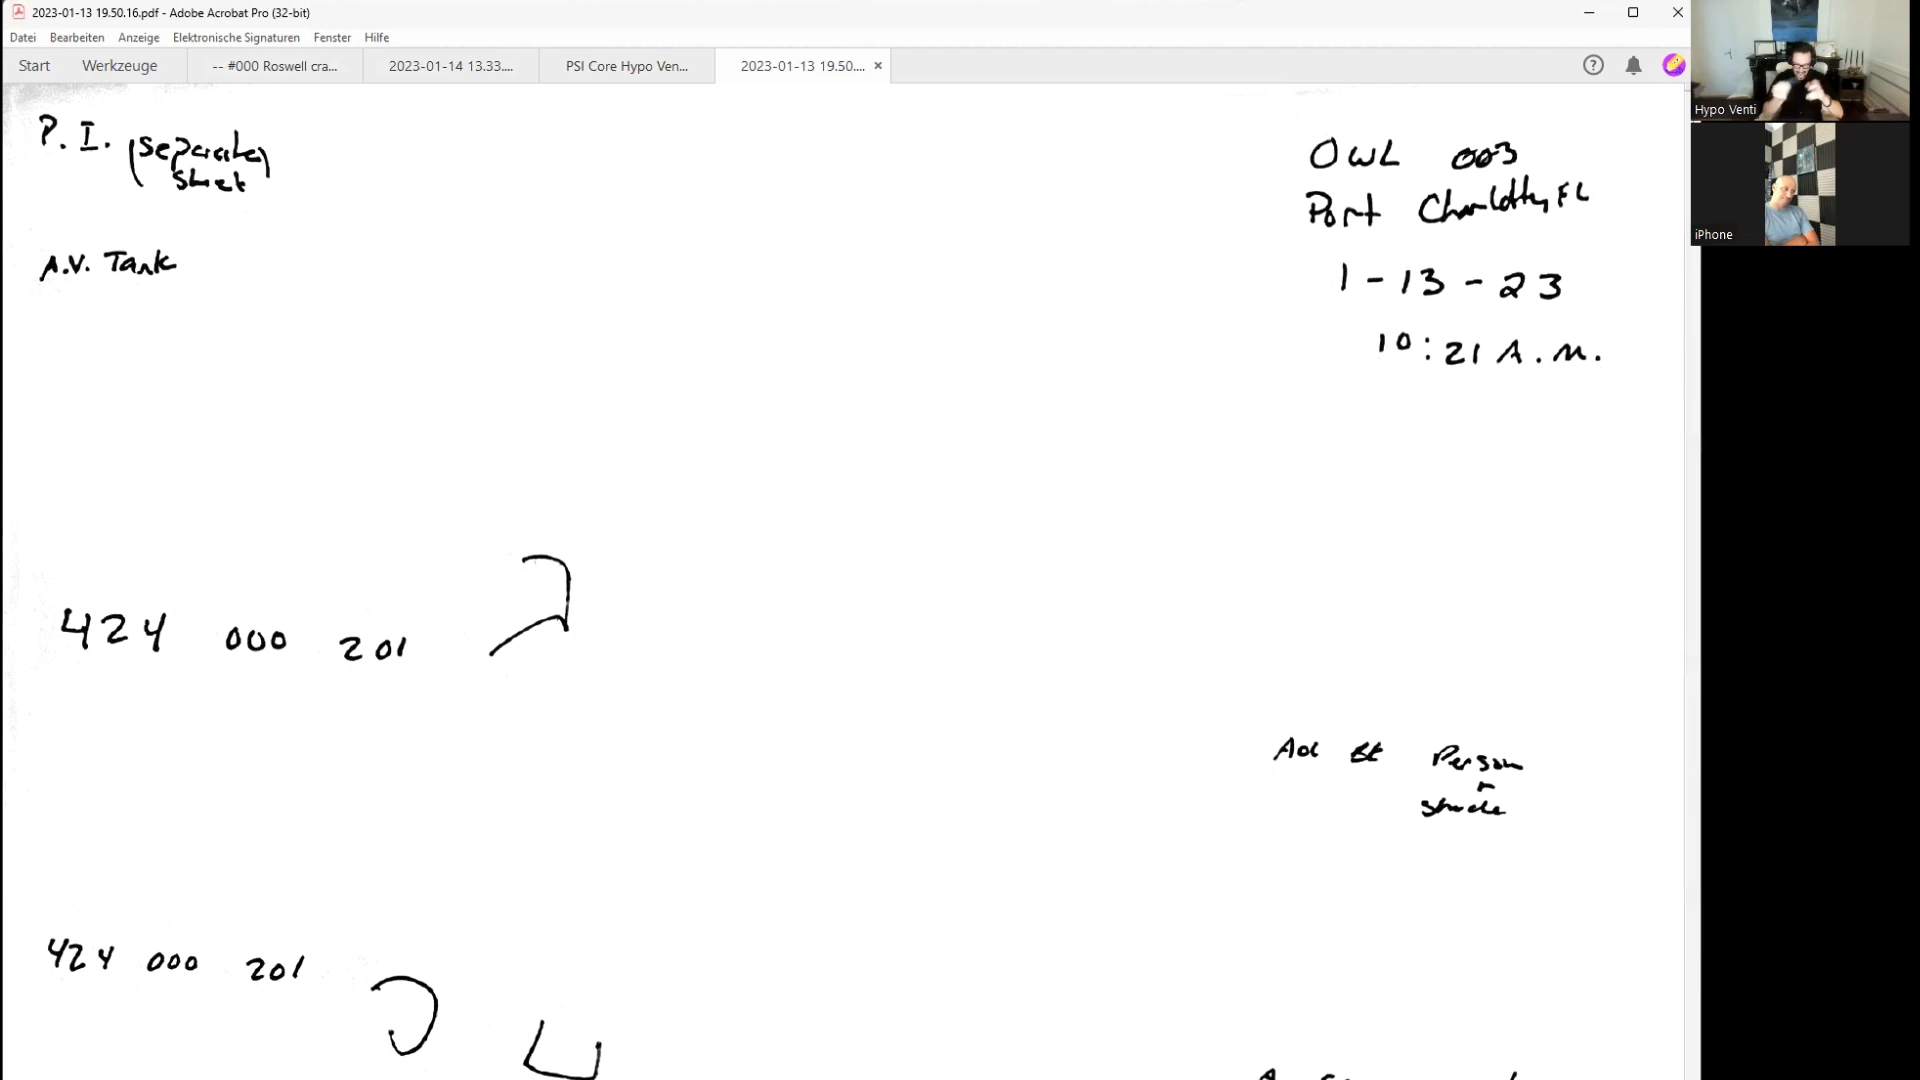 2023-01-13 19.50.16.pdf - Adobe Acrobat Pro (32-bit)
Datei Bearbeiten Anzeige Elektronische Signaturen Fenster Hilfe
Start Werkzeuge -- #000 Roswell cra... 2023-01-14 13.33.... PSI Core Hypo Ven... 2023-01-13 19.50....
Hypo Venti
iPhone
P. I. (separate
sheet)
OWL 003
Port Charlotte, FL
A.V. Tank
1-13-23
10:21 A.M.
424 000 201
Person
424 000 201